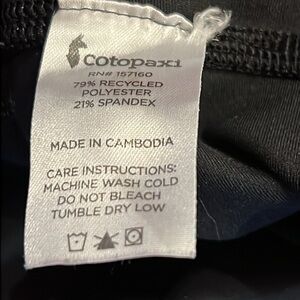 Cotopaxi
RN# 157160
79% RECYCLED
POLYESTER
21% SPANDEX
MADE IN CAMBODIA
CARE INSTRUCTIONS:
MACHINE WASH COLD
DO NOT BLEACH
TUMBLE DRY LOW